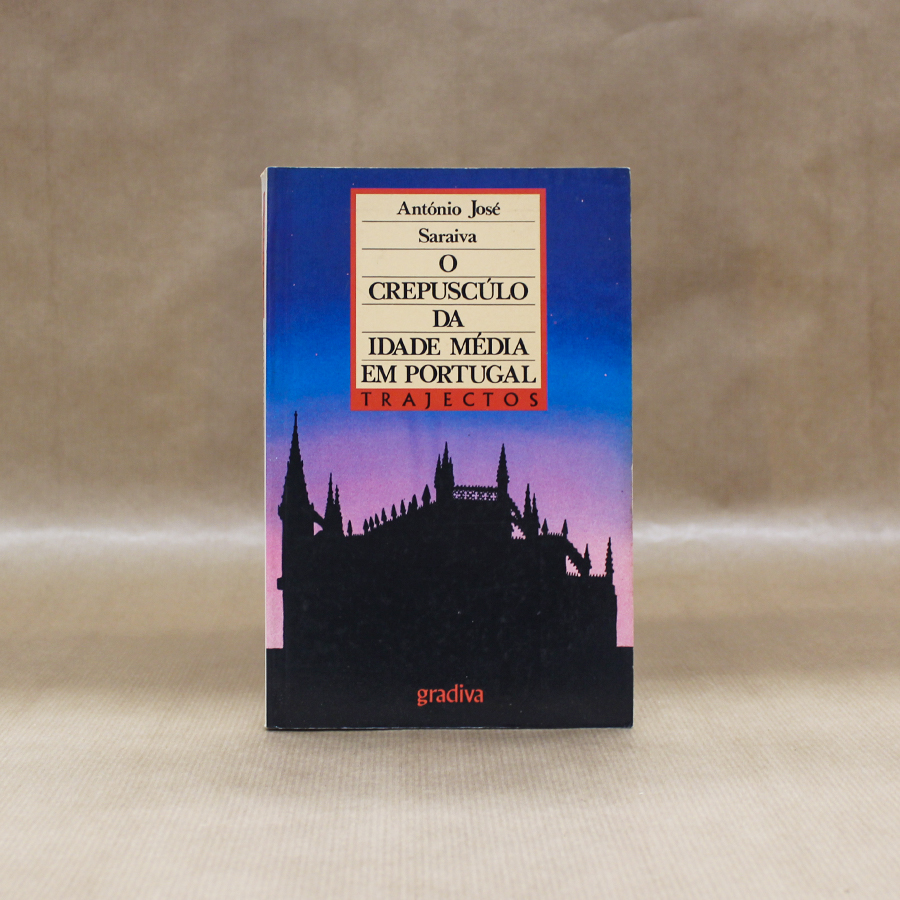 António José
Saraiva
O
CREPUSCÚLO
DA
IDADE MÉDIA
EM PORTUGAL
TRAJECTOS
gradiva